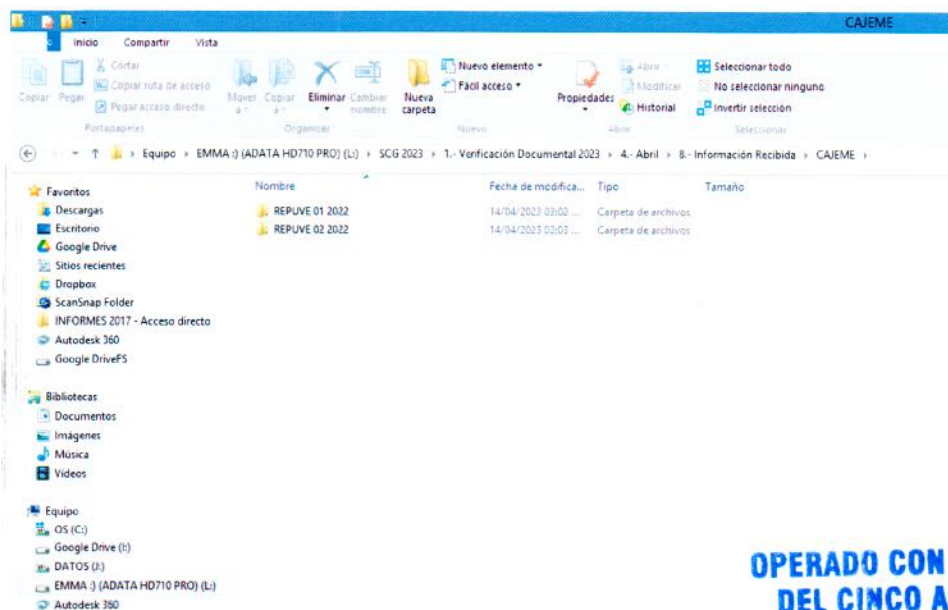 CAJEME
Inicio Compartir Vista
Copiar Pegar
Cortar
Copiar ruta de acceso
Pegar acceso directo
Portapapeles
Mover a Copiar a Eliminar Cambiar nombre
Organizar
Nueva carpeta
Nuevo elemento
Fácil acceso
Nuevo
Propiedades
Abrir
Modificar
Historial
Abrir
Seleccionar todo
No seleccionar ninguno
Invertir selección
Seleccionar
Equipo EMMA :) (ADATA HD710 PRO) (L:) SCG 2023 1.- Verificación Documental 2023 4.- Abril 8.- Información Recibida CAJEME
Nombre Fecha de modifica... Tipo Tamaño
REPUVE 01 2022 14/04/2023 03:02 ... Carpeta de archivos
REPUVE 02 2022 14/04/2023 03:03 ... Carpeta de archivos
Favoritos
Descargas
Escritorio
Google Drive
Sitios recientes
Dropbox
ScanSnap Folder
INFORMES 2017 - Acceso directo
Autodesk 360
Google DriveFS
Bibliotecas
Documentos
Imágenes
Música
Vídeos
Equipo
OS (C:)
Google Drive (I:)
DATOS (J:)
EMMA :) (ADATA HD710 PRO) (L:)
Autodesk 360
OPERADO CON
DEL CINCO A